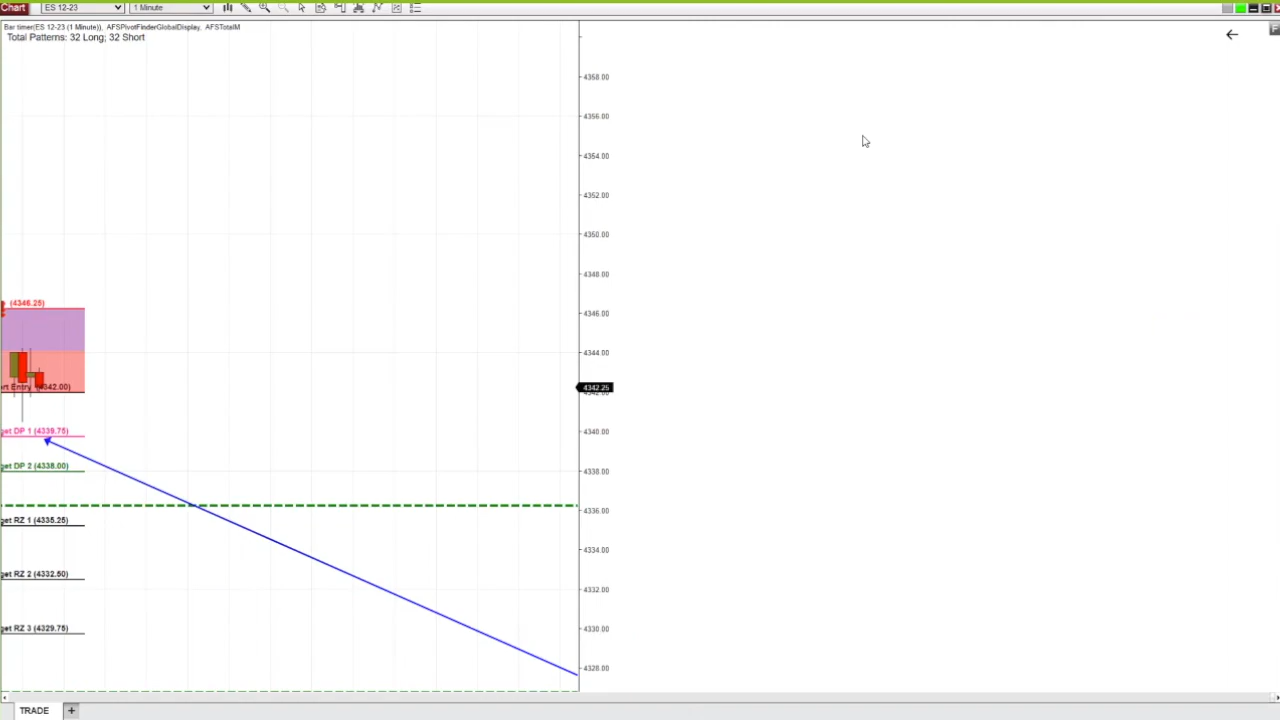 Chart ES 12-23 1 Minute
Bar timer(ES 12-23 (1 Minute)), AFSPivotFinderGlobalDisplay, AFSTotalM
Total Patterns: 32 Long; 32 Short
F
4358.00
4356.00
4354.00
4352.00
4350.00
4348.00
(4346.25)
4346.00
4344.00
rt Entry (4342.00)
4342.25
4342.00
get DP 1 (4339.75)
4340.00
get DP 2 (4338.00)
4338.00
4336.00
get RZ 1 (4335.25)
4334.00
get RZ 2 (4332.50)
4332.00
get RZ 3 (4329.75)
4330.00
4328.00
TRADE +